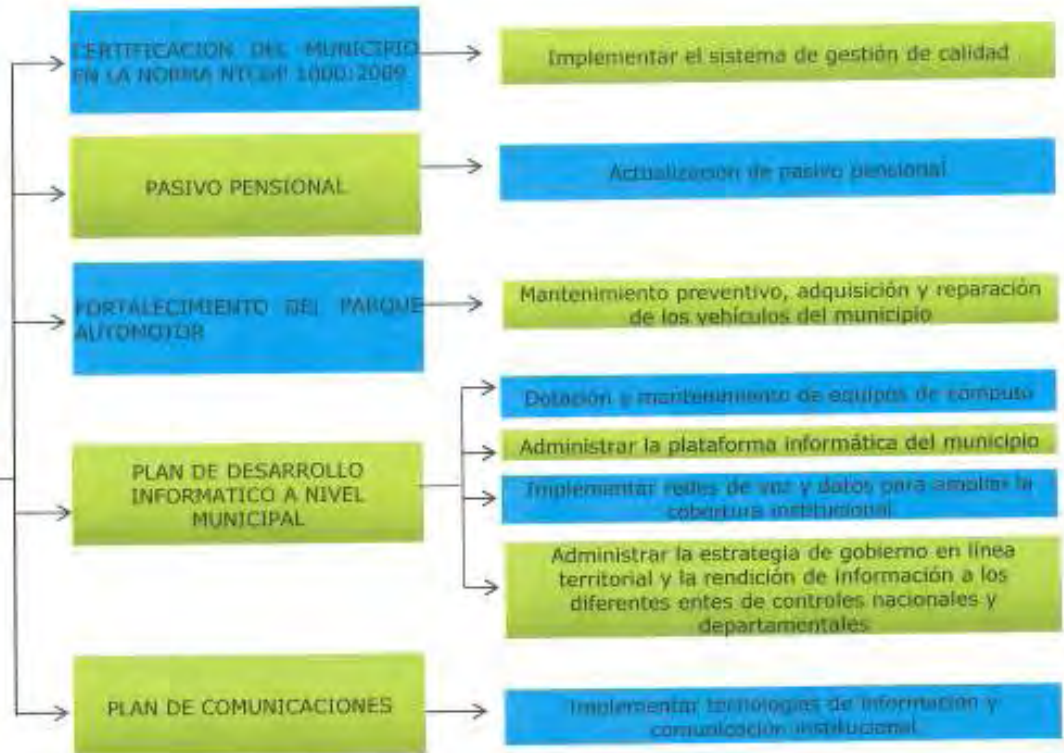 CERTIFICACION DEL MUNICIPIO
EN LA NORMA NTCGP 1000:2009
Implementar el sistema de gestión de calidad
PASIVO PENSIONAL
Actualización de pasivo pensional
FORTALECIMIENTO DEL PARQUE
AUTOMOTOR
Mantenimiento preventivo, adquisición y reparación
de los vehículos del municipio
PLAN DE DESARROLLO
INFORMATICO A NIVEL
MUNICIPAL
Dotación y mantenimiento de equipos de computo
Administrar la plataforma informática del municipio
Implementar redes de voz y datos para ampliar la
cobertura institucional
Administrar la estrategia de gobierno en línea
territorial y la rendición de información a los
diferentes entes de controles nacionales y
departamentales
PLAN DE COMUNICACIONES
Implementar tecnologías de información y
comunicación institucional